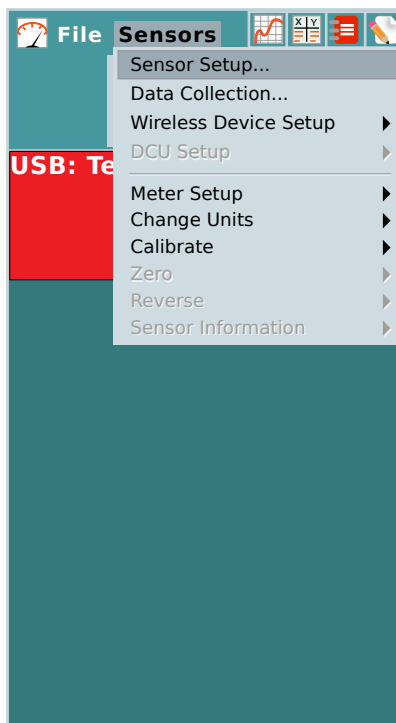 File Sensors
X Y
Sensor Setup...
Data Collection...
Wireless Device Setup
DCU Setup
USB: Te
Meter Setup
Change Units
Calibrate
Zero
Reverse
Sensor Information